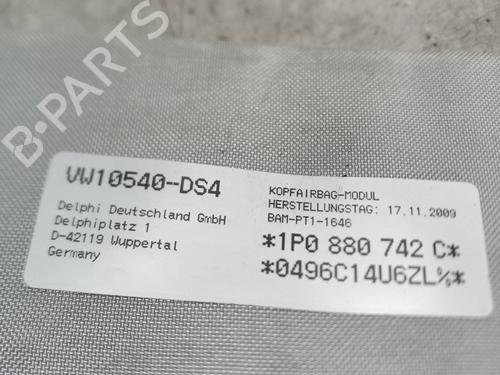 B-PARTS
VW10540--DS4
Delphi Deutschland GmbH
Delphiplatz 1
D-42119 Wuppertal
Germany
KOPFAIRBAG-MODUL
HERSTELLUNGSTAG: 17.11.2009
BAM-PT1-1646
*1P0 880 742 C*
*0496C14U6ZL%*
B-PARTS